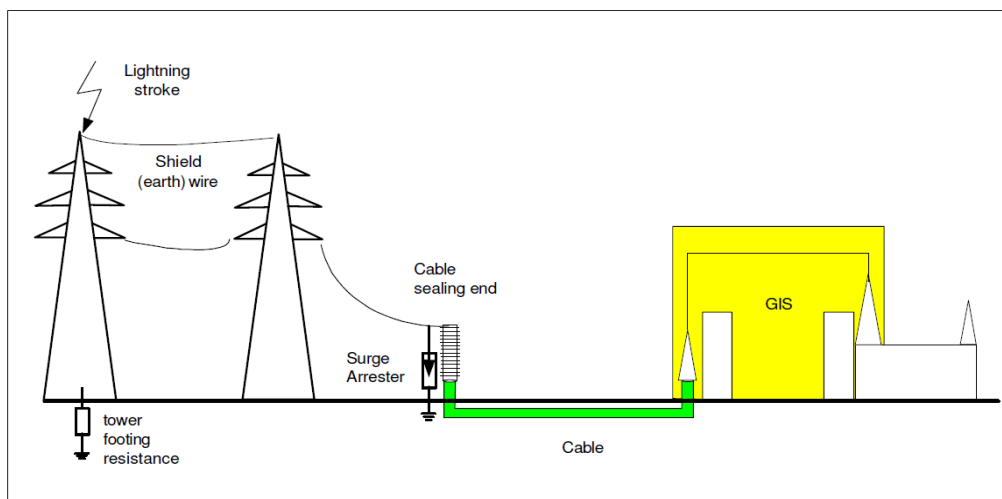 Lightning
stroke
Shield
(earth) wire
Cable
sealing end
GIS
Surge
Arrester
tower
footing
resistance
Cable